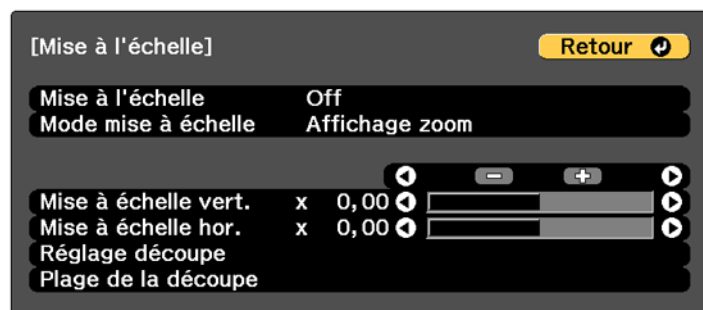 [Mise à l'échelle] Retour
Mise à l'échelle Off
Mode mise à échelle Affichage zoom
Mise à échelle vert. x 0,00
Mise à échelle hor. x 0,00
Réglage découpe
Plage de la découpe